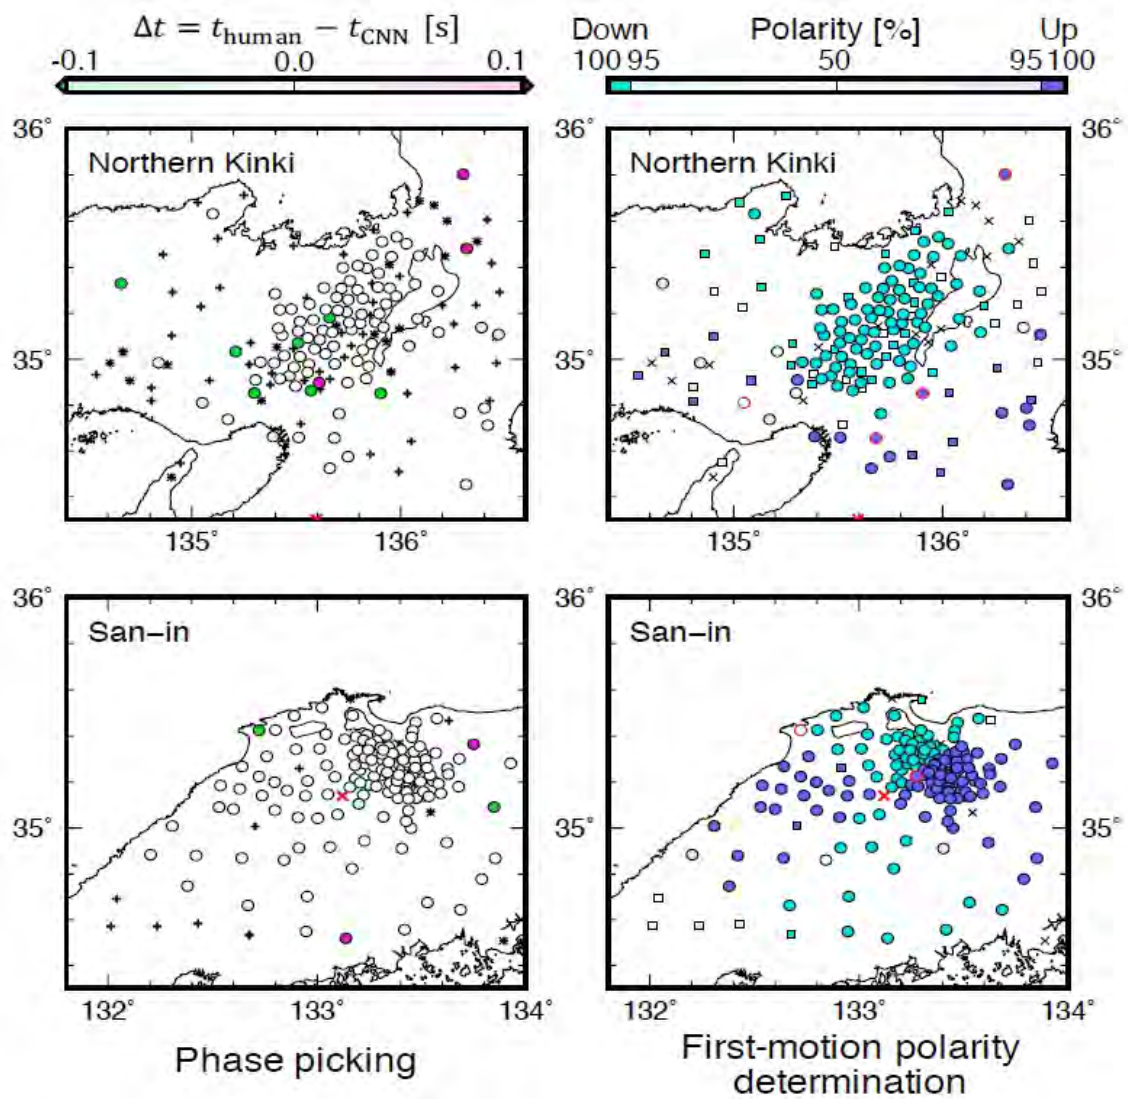 Δt = t_human − t_CNN [s]
-0.1 0.0 0.1
Down Polarity [%] Up
100 95 50 95 100
36° 36°
Northern Kinki Northern Kinki
35° 35°
135° 136° 135° 136°
36° 36° 36°
San−in San−in
35° 35°
132° 133° 134° 132° 133° 134°
Phase picking First-motion polarity
determination